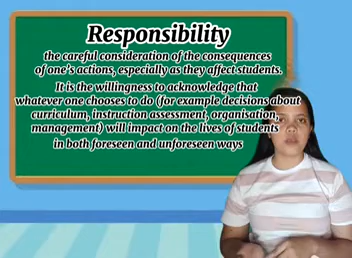 Responsibility
the careful consideration of the consequences
of one's actions, especially as they affect students.
It is the willingness to acknowledge that
whatever one chooses to do (for example decisions about
curriculum, instruction assessment, organisation,
management) will impact on the lives of students
in both foreseen and unforeseen ways